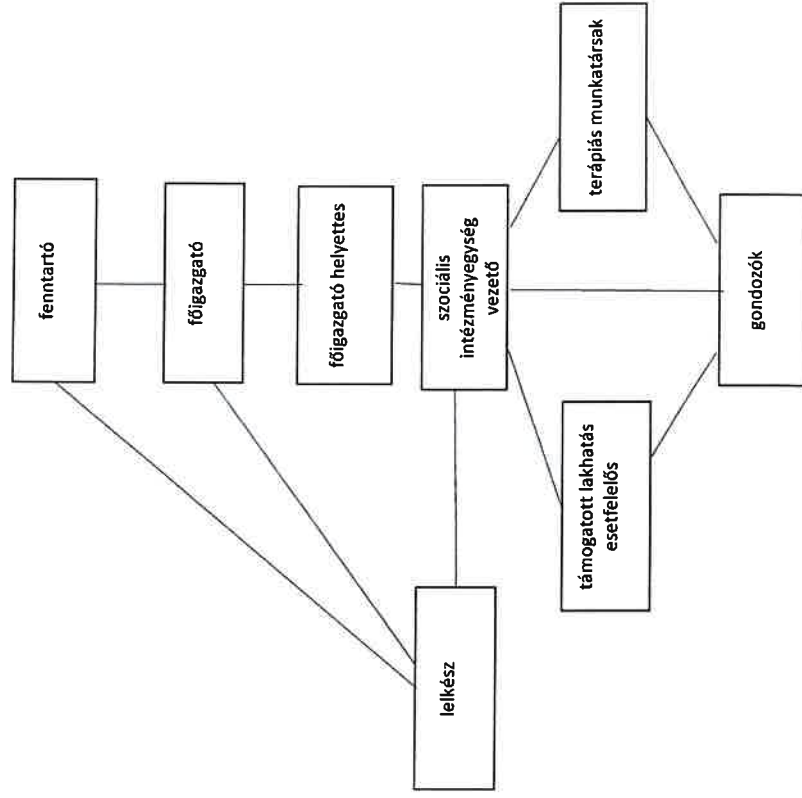 fenntartó
főigazgató
főigazgató helyettes
szociális
intézményegység
vezető
lelkész
támogatott lakhatás
esetfelelős
terápiás munkatársak
gondozók